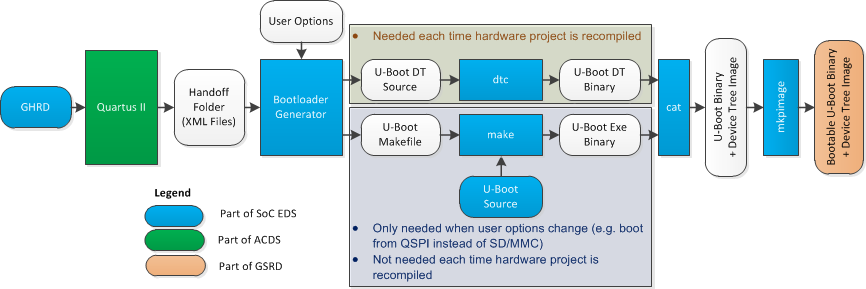 User Options
• Needed each time hardware project is recompiled
GHRD
Quartus II
Handoff
Folder
(XML Files)
Bootloader
Generator
U-Boot DT
Source
dtc
U-Boot DT
Binary
U-Boot
Makefile
make
U-Boot Exe
Binary
U-Boot
Source
cat
U-Boot Binary
+ Device Tree Image
mkpimage
Bootable U-Boot Binary
+ Device Tree Image
• Only needed when user options change (e.g. boot
from QSPI instead of SD/MMC)
• Not needed each time hardware project is
recompiled
Legend
Part of SoC EDS
Part of ACDS
Part of GSRD